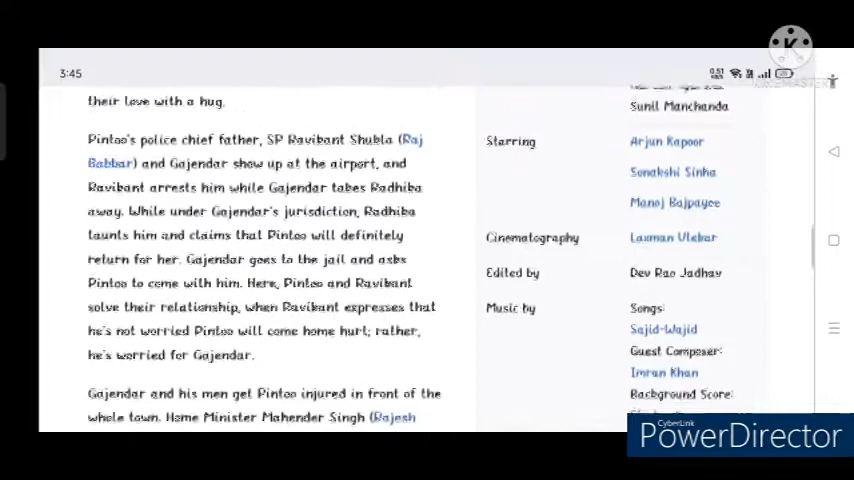 3:45
0.51
KB/S
K
KINEMASTER
their love with a hug.
Pintoo's police chief father, SP Ravikant Shukla (Raj
Babbar) and Gajendar show up at the airport, and
Ravikant arrests him while Gajendar takes Radhika
away. While under Gajendar's jurisdiction, Radhika
taunts him and claims that Pintoo will definitely
return for her. Gajendar goes to the jail and asks
Pintoo to come with him. Here, Pintoo and Ravikant
solve their relationship, when Ravikant expresses that
he's not worried Pintoo will come home hurt; rather,
he's worried for Gajendar.
Gajendar and his men get Pintoo injured in front of the
whole town. Home Minister Mahender Singh (Rajesh
Sunil Manchanda
Starring
Arjun Kapoor
Sonakshi Sinha
Manoj Bajpayee
Cinematography
Laxman Utekar
Edited by
Dev Rao Jadhav
Music by
Songs:
Sajid-Wajid
Guest Composer:
Imran Khan
Background Score:
CyberLink
PowerDirector